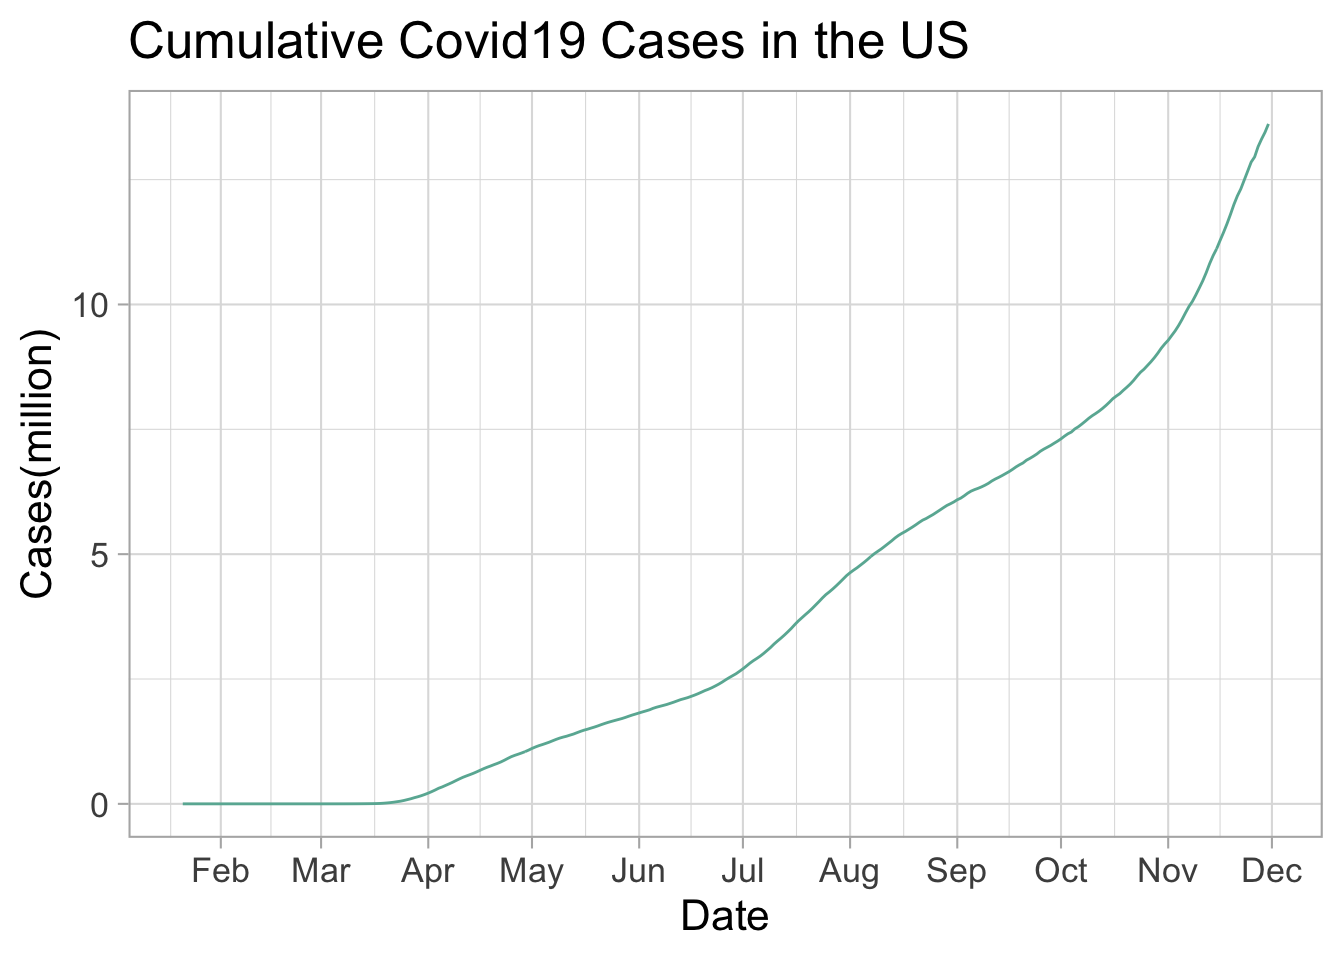 Cumulative Covid19 Cases in the US
Cases(million)
10
5
0
Feb Mar Apr May Jun Jul Aug Sep Oct Nov Dec
Date